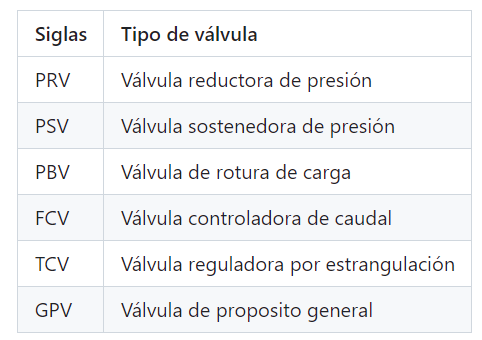 Siglas Tipo de válvula
PRV Válvula reductora de presión
PSV Válvula sostenedora de presión
PBV Válvula de rotura de carga
FCV Válvula controladora de caudal
TCV Válvula reguladora por estrangulación
GPV Válvula de proposito general